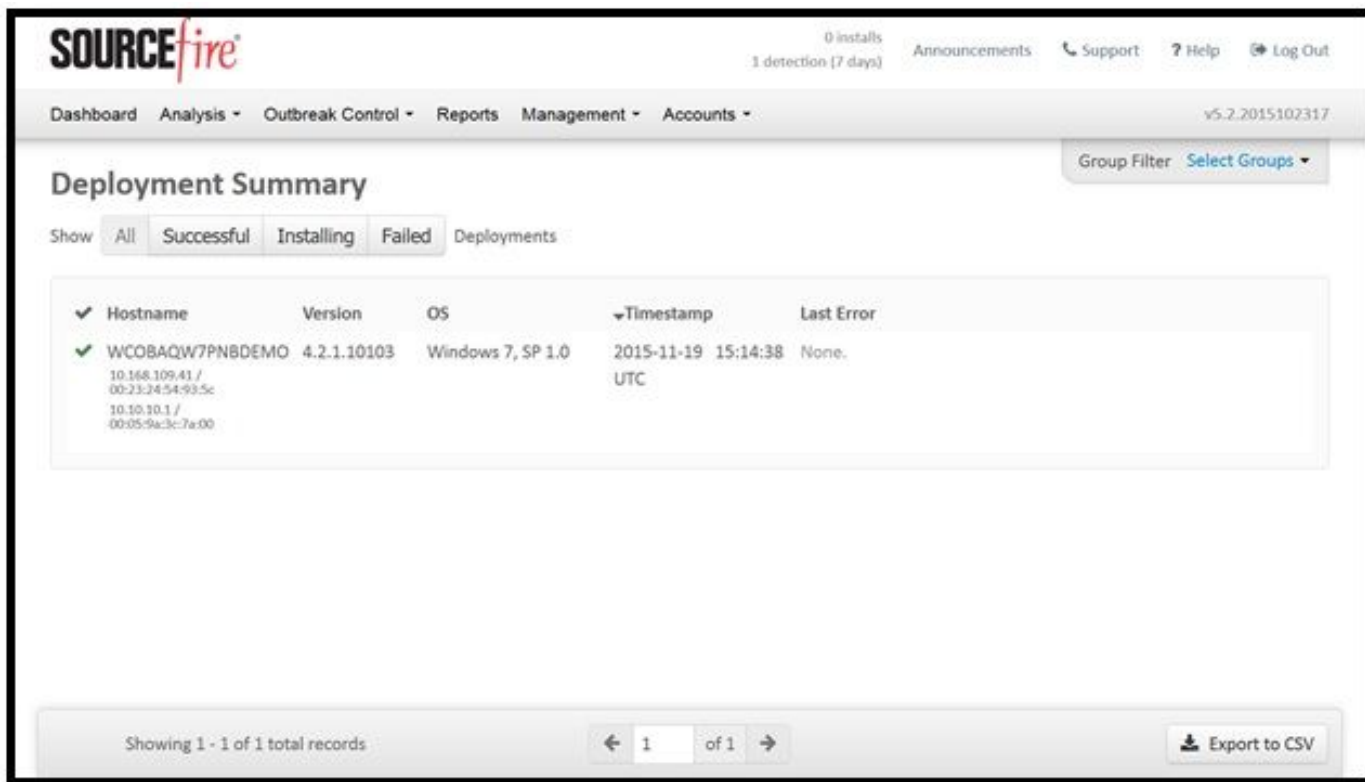 SOURCEfire®
0 installs
1 detection (7 days)
Announcements Support ? Help Log Out
Dashboard Analysis Outbreak Control Reports Management Accounts v5.2.2015102317
Group Filter Select Groups
Deployment Summary
Show All Successful Installing Failed Deployments
Hostname Version OS Timestamp Last Error
WCOBAQW7PNBDEMO 4.2.1.10103 Windows 7, SP 1.0 2015-11-19 15:14:38 None.
UTC
10.168.109.41 /
00:23:24:54:93:5c
10.10.10.1 /
00:05:9a:3c:7a:00
Showing 1 - 1 of 1 total records 1 of 1 Export to CSV